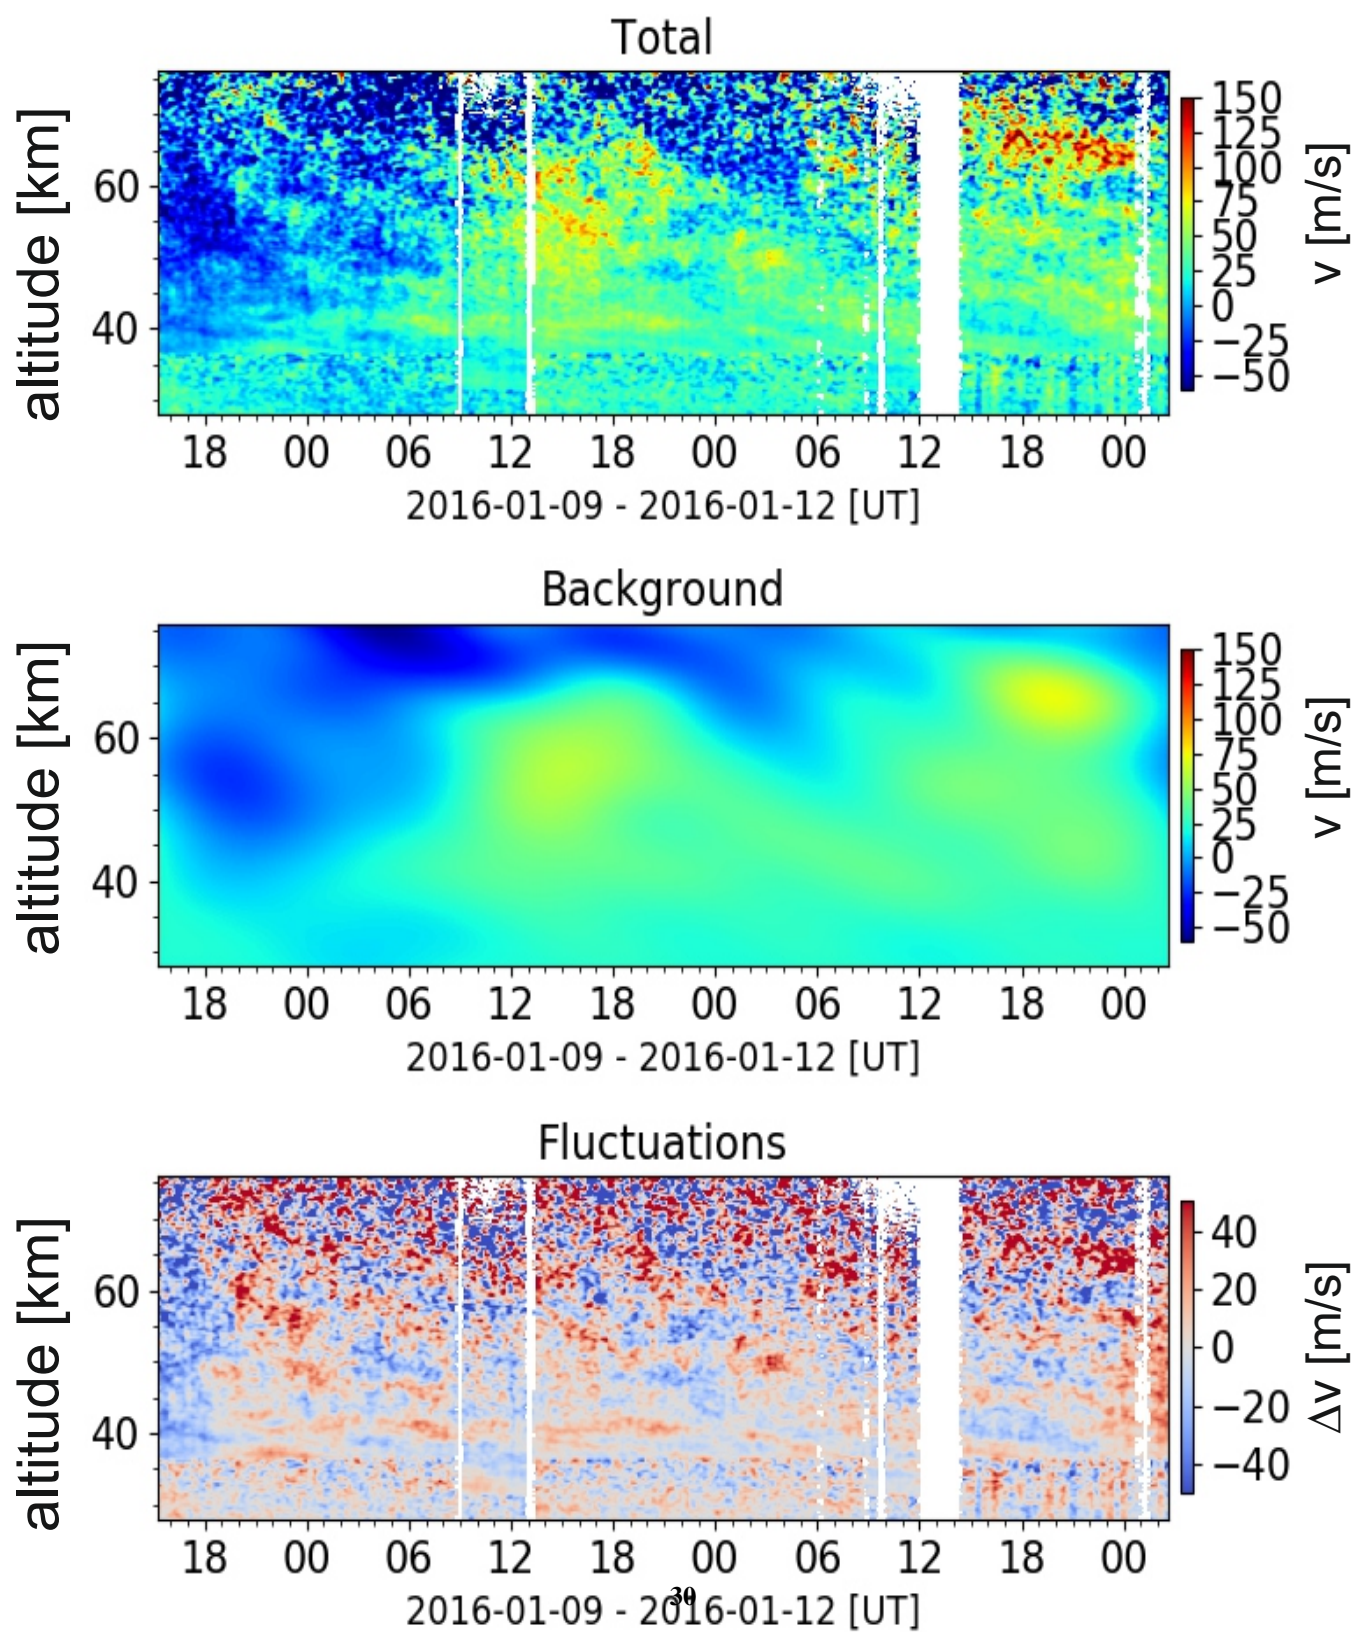 Total
altitude [km]
60
40
150
125
100
75
50
25
0
−25
−50
v [m/s]
18 00 06 12 18 00 06 12 18 00
2016-01-09 - 2016-01-12 [UT]
Background
altitude [km]
60
40
150
125
100
75
50
25
0
−25
−50
v [m/s]
18 00 06 12 18 00 06 12 18 00
2016-01-09 - 2016-01-12 [UT]
Fluctuations
altitude [km]
60
40
40
20
0
−20
−40
Δv [m/s]
18 00 06 12 18 00 06 12 18 00
30
2016-01-09 - 2016-01-12 [UT]